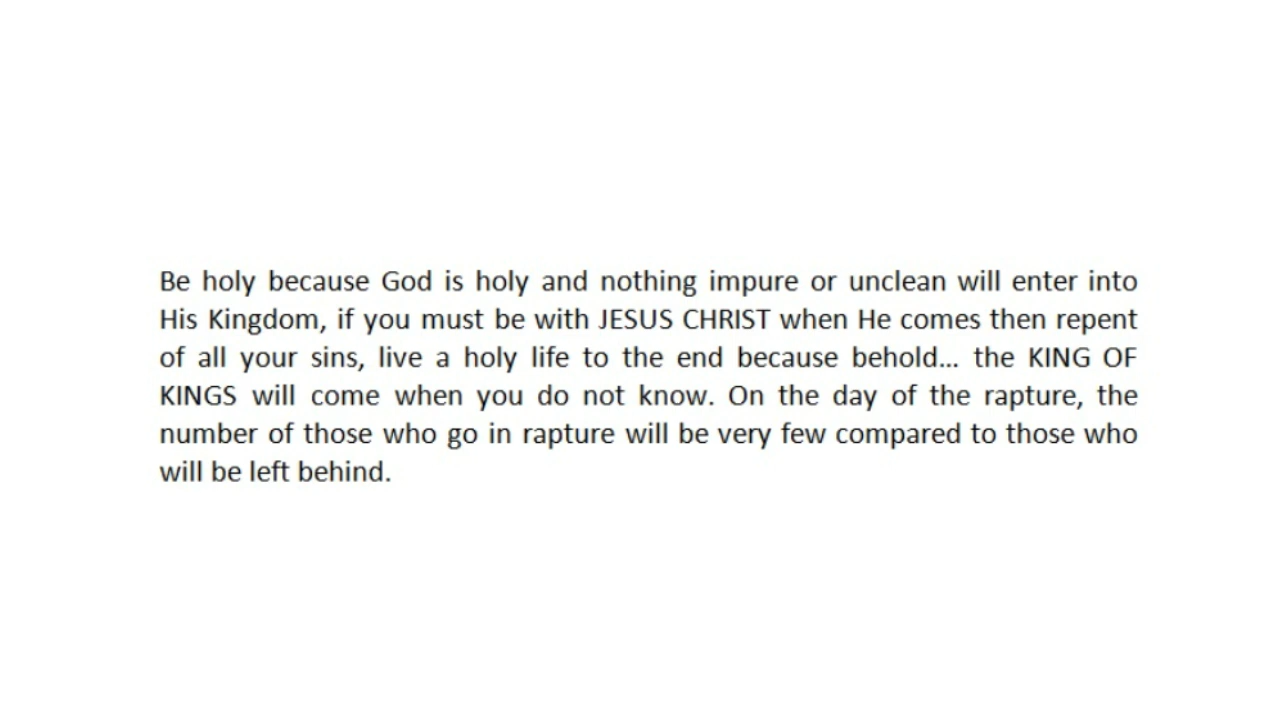 Be holy because God is holy and nothing impure or unclean will enter into
His Kingdom, if you must be with JESUS CHRIST when He comes then repent
of all your sins, live a holy life to the end because behold... the KING OF
KINGS will come when you do not know. On the day of the rapture, the
number of those who go in rapture will be very few compared to those who
will be left behind.